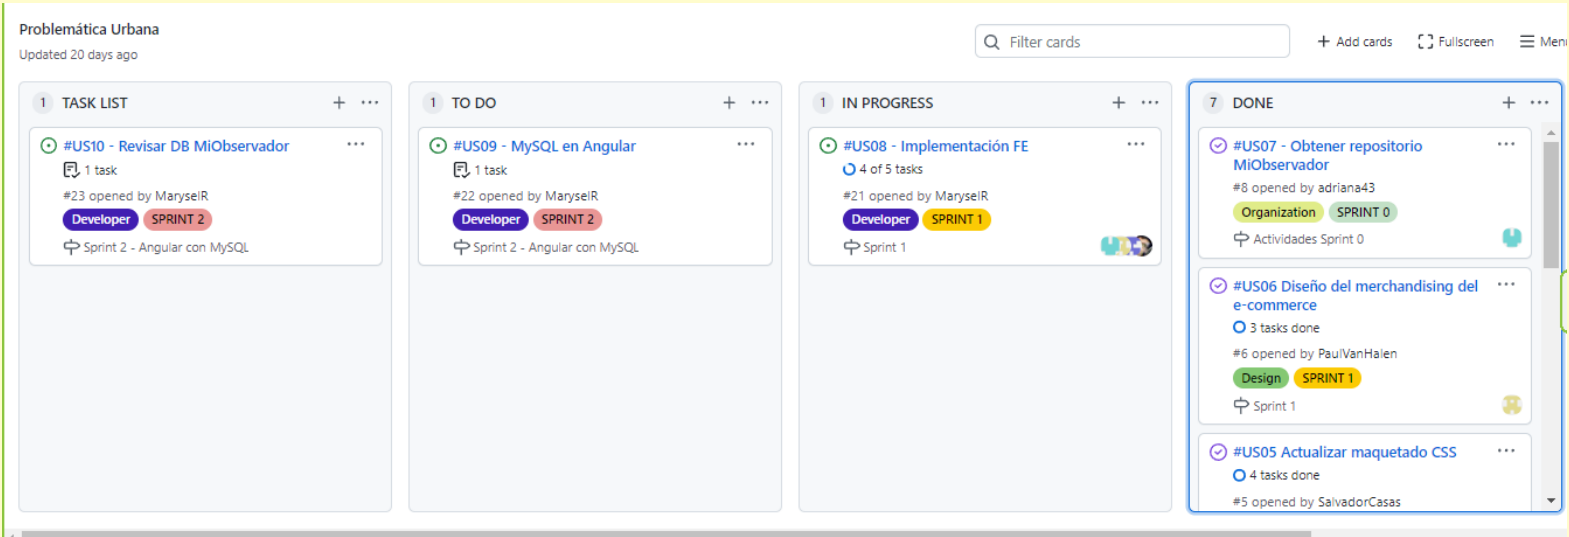 Problemática Urbana
Updated 20 days ago
Filter cards
Add cards
Fullscreen
Men
1 TASK LIST
#US10 - Revisar DB MiObservador
1 task
#23 opened by MaryselR
Developer SPRINT 2
Sprint 2 - Angular con MySQL
1 TO DO
#US09 - MySQL en Angular
1 task
#22 opened by MaryselR
Developer SPRINT 2
Sprint 2 - Angular con MySQL
1 IN PROGRESS
#US08 - Implementación FE
4 of 5 tasks
#21 opened by MaryselR
Developer SPRINT 1
Sprint 1
7 DONE
#US07 - Obtener repositorio
MiObservador
#8 opened by adriana43
Organization SPRINT 0
Actividades Sprint 0
#US06 Diseño del merchandising del
e-commerce
3 tasks done
#6 opened by PaulVanHalen
Design SPRINT 1
Sprint 1
#US05 Actualizar maquetado CSS
4 tasks done
#5 opened by SalvadorCasas